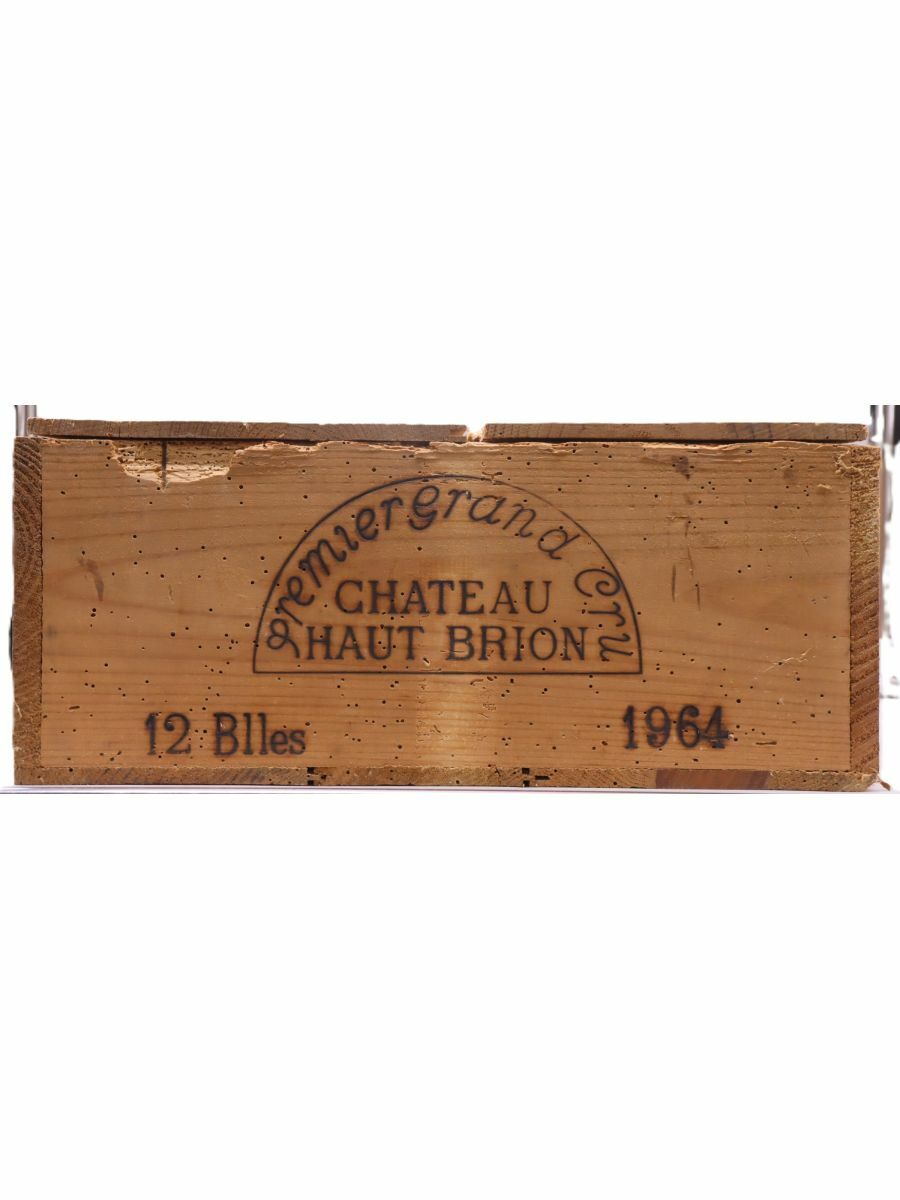 Premier Grand Cru
CHATEAU
HAUT BRION
12 Blles
1964